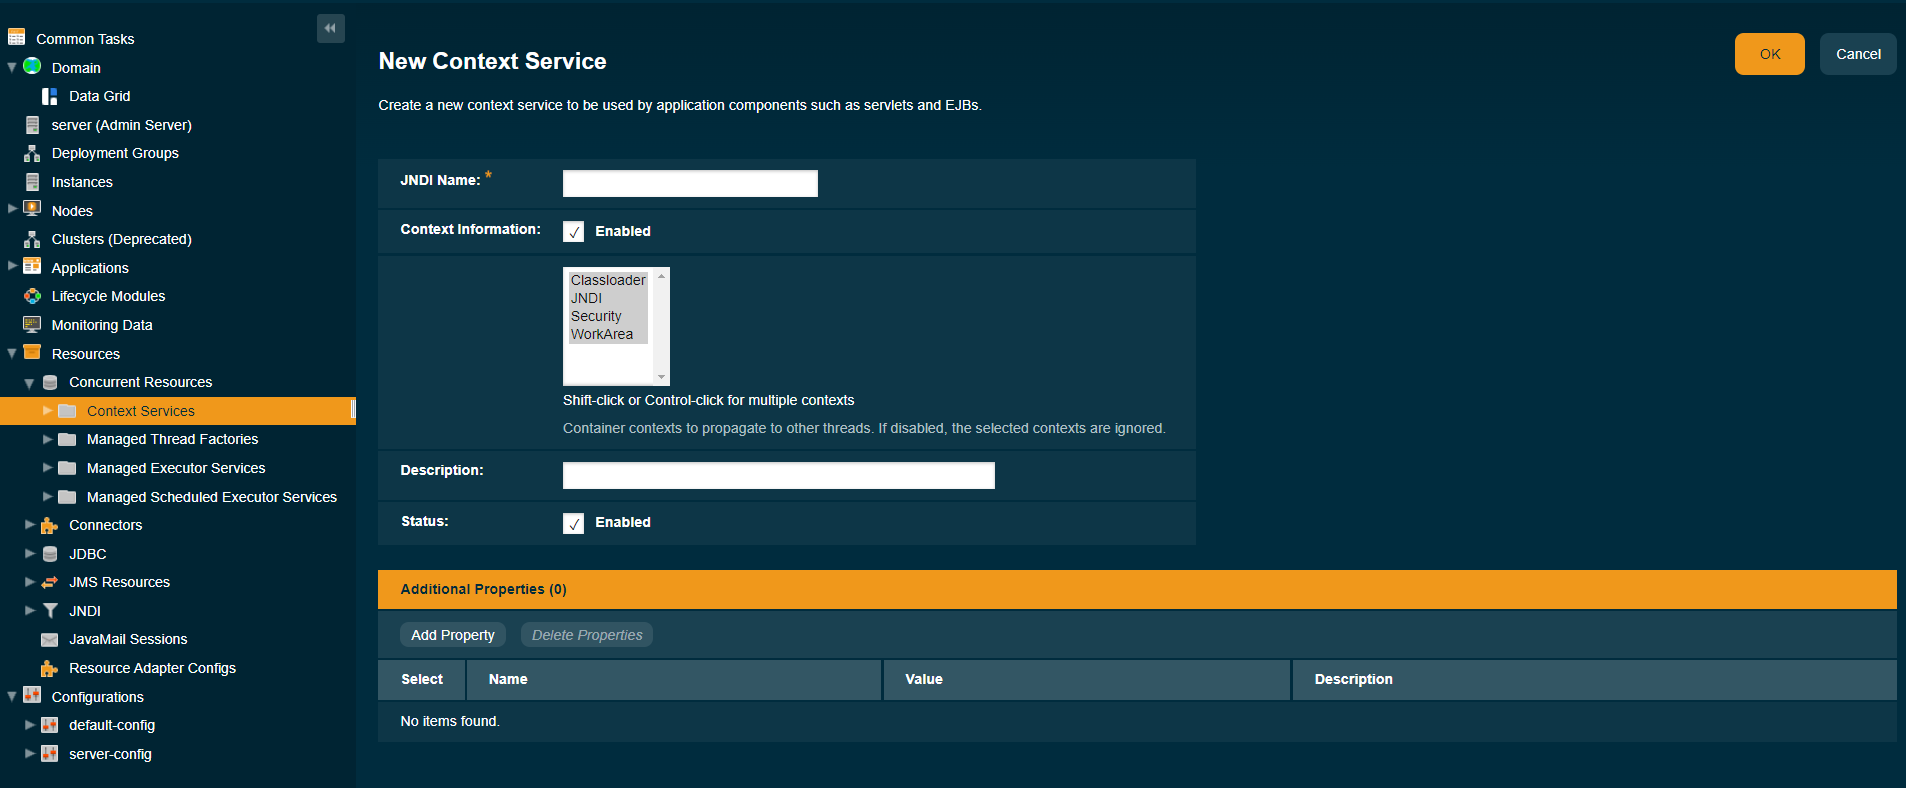 Common Tasks
Domain
Data Grid
server (Admin Server)
Deployment Groups
Instances
Nodes
Clusters (Deprecated)
Applications
Lifecycle Modules
Monitoring Data
Resources
Concurrent Resources
Context Services
Managed Thread Factories
Managed Executor Services
Managed Scheduled Executor Services
Connectors
JDBC
JMS Resources
JNDI
JavaMail Sessions
Resource Adapter Configs
Configurations
default-config
server-config
New Context Service
OK
Cancel
Create a new context service to be used by application components such as servlets and EJBs.
JNDI Name: *
Context Information:
Enabled
Classloader
JNDI
Security
WorkArea
Shift-click or Control-click for multiple contexts
Container contexts to propagate to other threads. If disabled, the selected contexts are ignored.
Description:
Status:
Enabled
Additional Properties (0)
Add Property
Delete Properties
Select
Name
Value
Description
No items found.